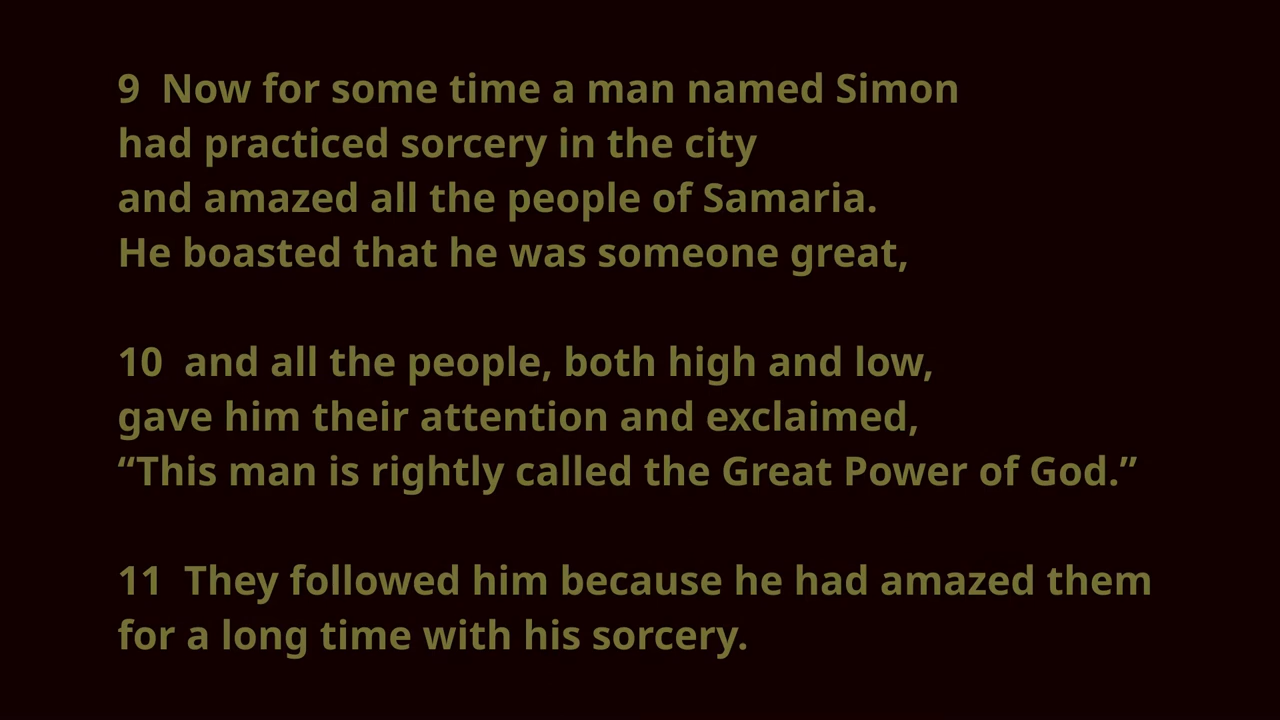 9  Now for some time a man named Simon
had practiced sorcery in the city
and amazed all the people of Samaria.
He boasted that he was someone great,
10  and all the people, both high and low,
gave him their attention and exclaimed,
“This man is rightly called the Great Power of God.”
11  They followed him because he had amazed them
for a long time with his sorcery.